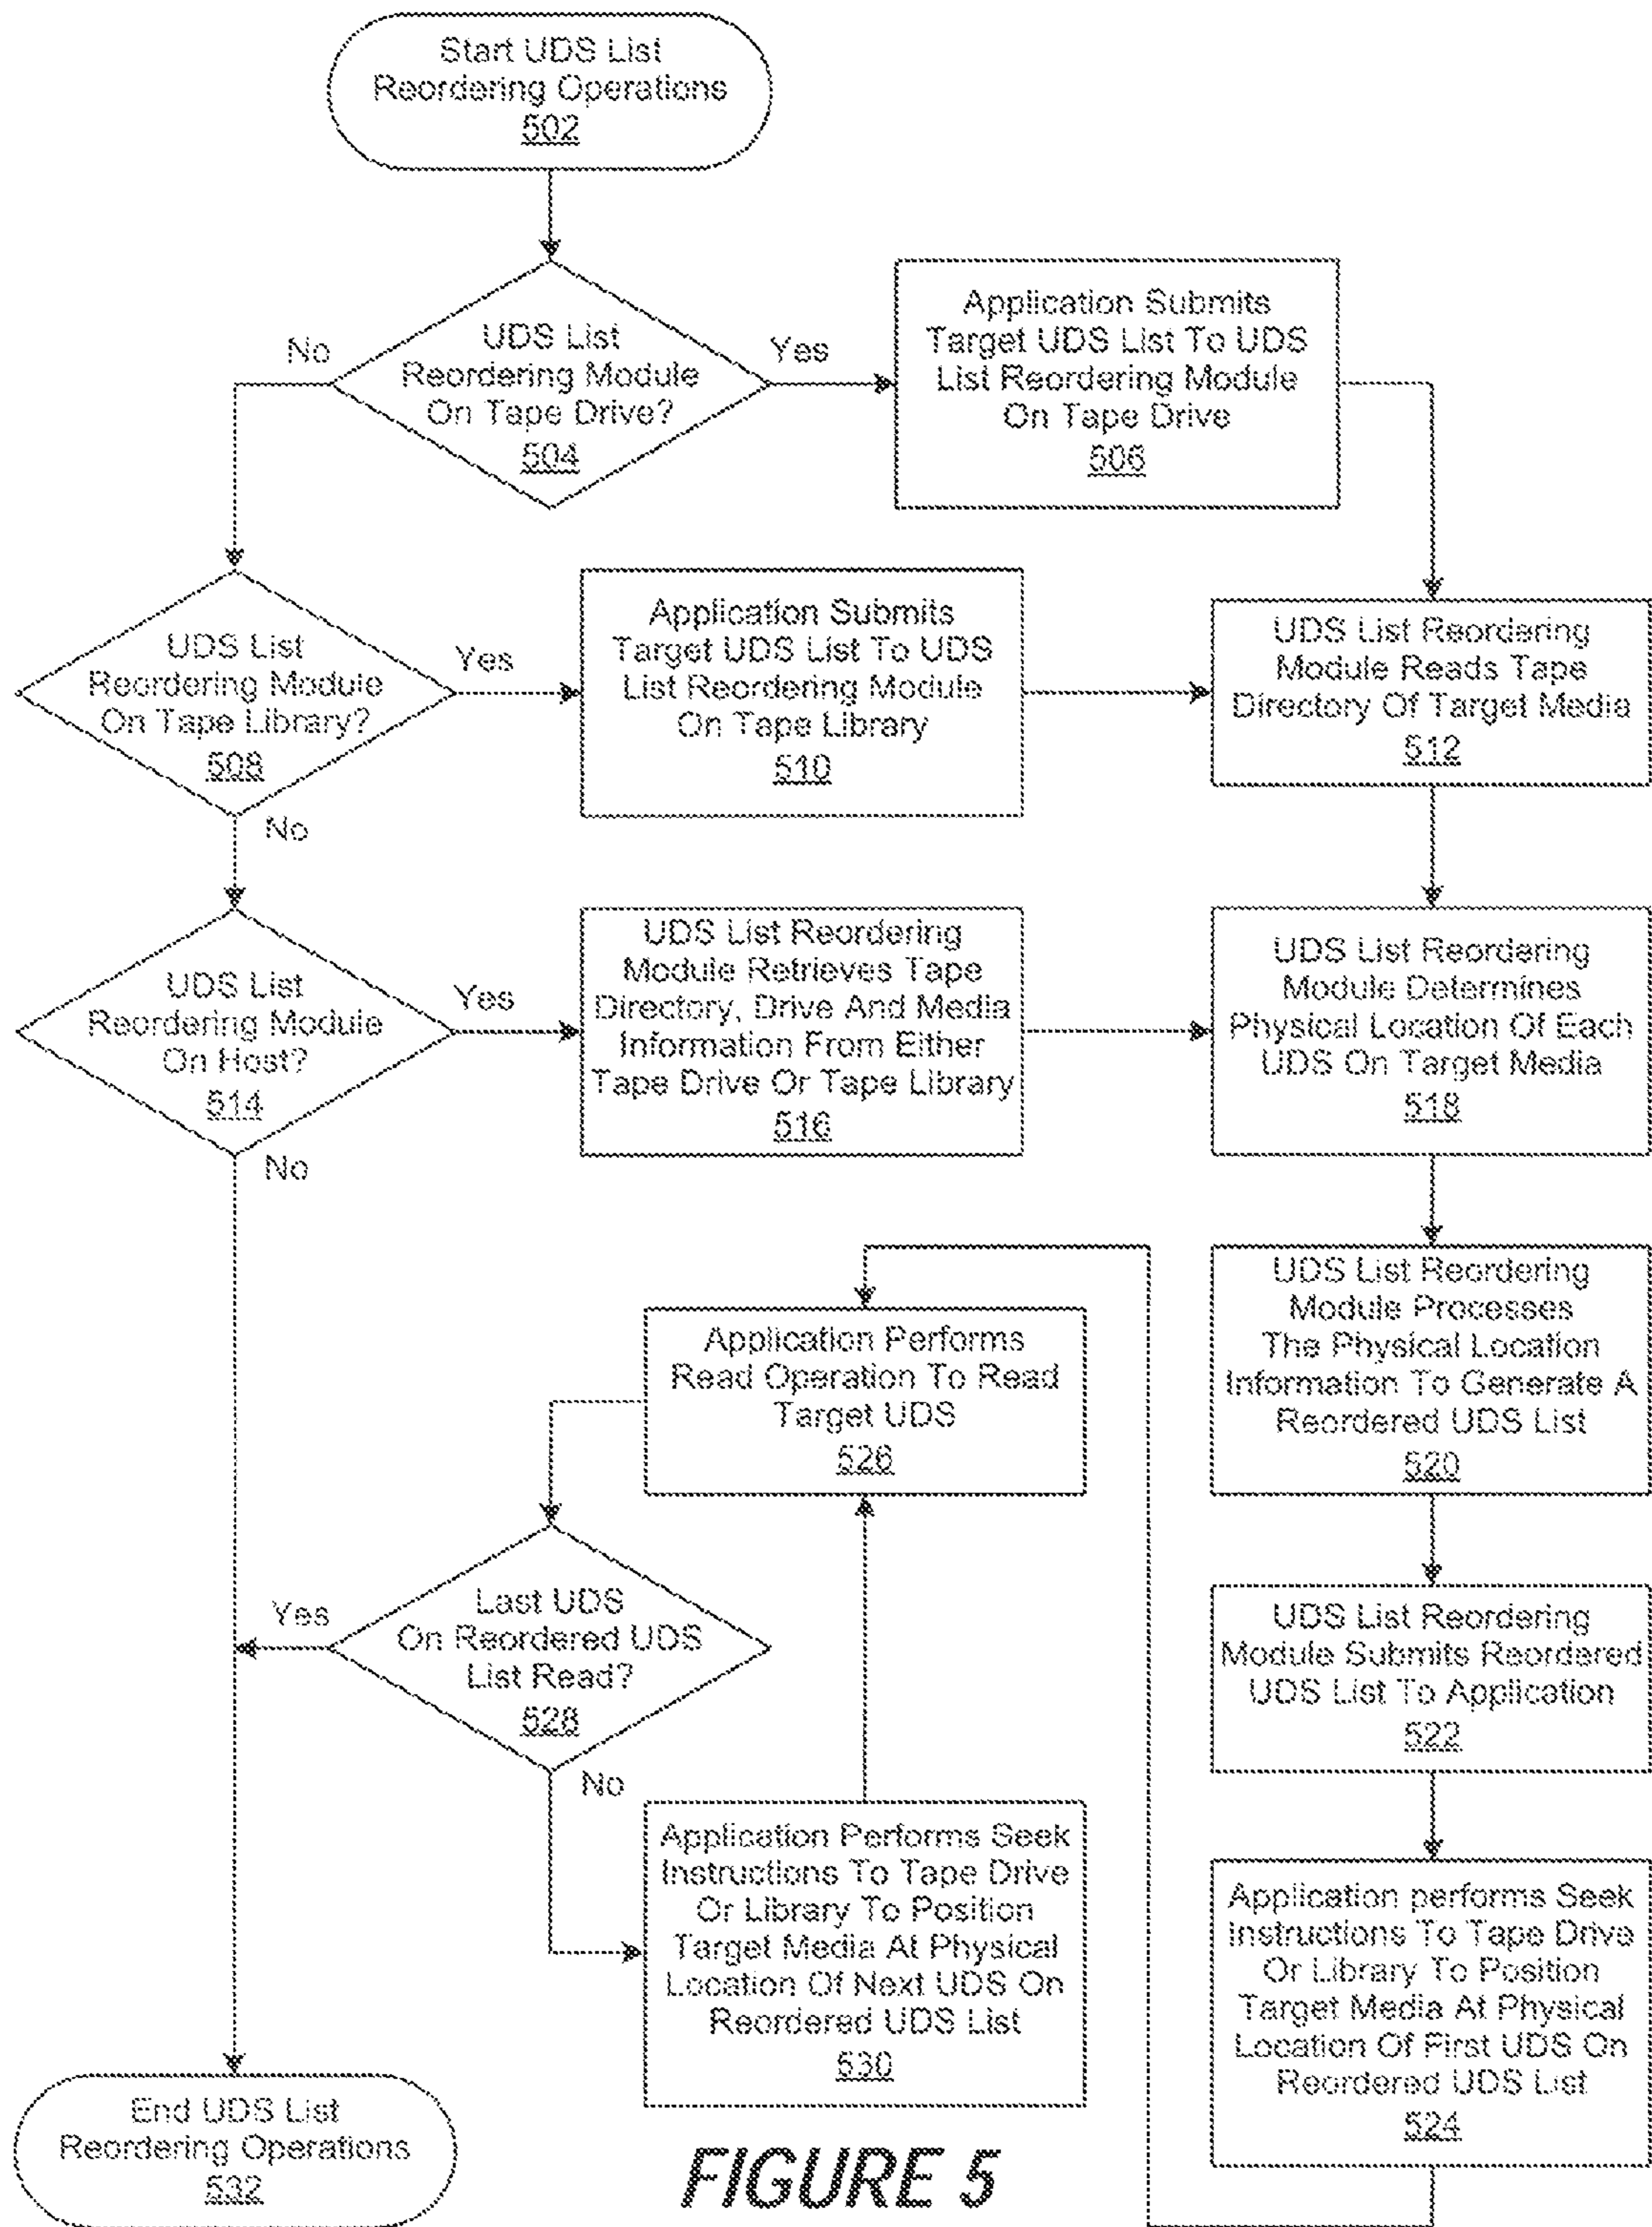 Start UDS List
Reordering Operations
502
UDS List
Reordering Module
On Tape Drive?
504
No
Yes
Application Submits
Target UDS List To UDS
List Reordering Module
On Tape Drive
506
UDS List
Reordering Module
On Tape Library?
508
Yes
No
Application Submits
Target UDS List To UDS
List Reordering Module
On Tape Library
510
UDS List Reordering
Module Reads Tape
Directory Of Target Media
512
UDS List
Reordering Module
On Host?
514
Yes
No
UDS List Reordering
Module Retrieves Tape
Directory, Drive And Media
Information From Either
Tape Drive Or Tape Library
516
UDS List Reordering
Module Determines
Physical Location Of Each
UDS On Target Media
518
UDS List Reordering
Module Processes
The Physical Location
Information To Generate A
Reordered UDS List
520
Application Performs
Read Operation To Read
Target UDS
526
Last UDS
On Reordered UDS
List Read?
528
Yes
No
UDS List Reordering
Module Submits Reordered
UDS List To Application
522
Application Performs Seek
Instructions To Tape Drive
Or Library To Position
Target Media At Physical
Location Of Next UDS On
Reordered UDS List
530
Application performs Seek
Instructions To Tape Drive
Or Library To Position
Target Media At Physical
Location Of First UDS On
Reordered UDS List
524
End UDS List
Reordering Operations
532
FIGURE 5